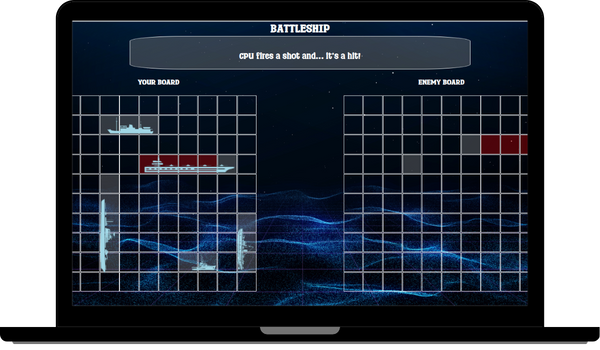 BATTLESHIP
CPU fires a shot and... it's a hit!
YOUR BOARD
ENEMY BOARD